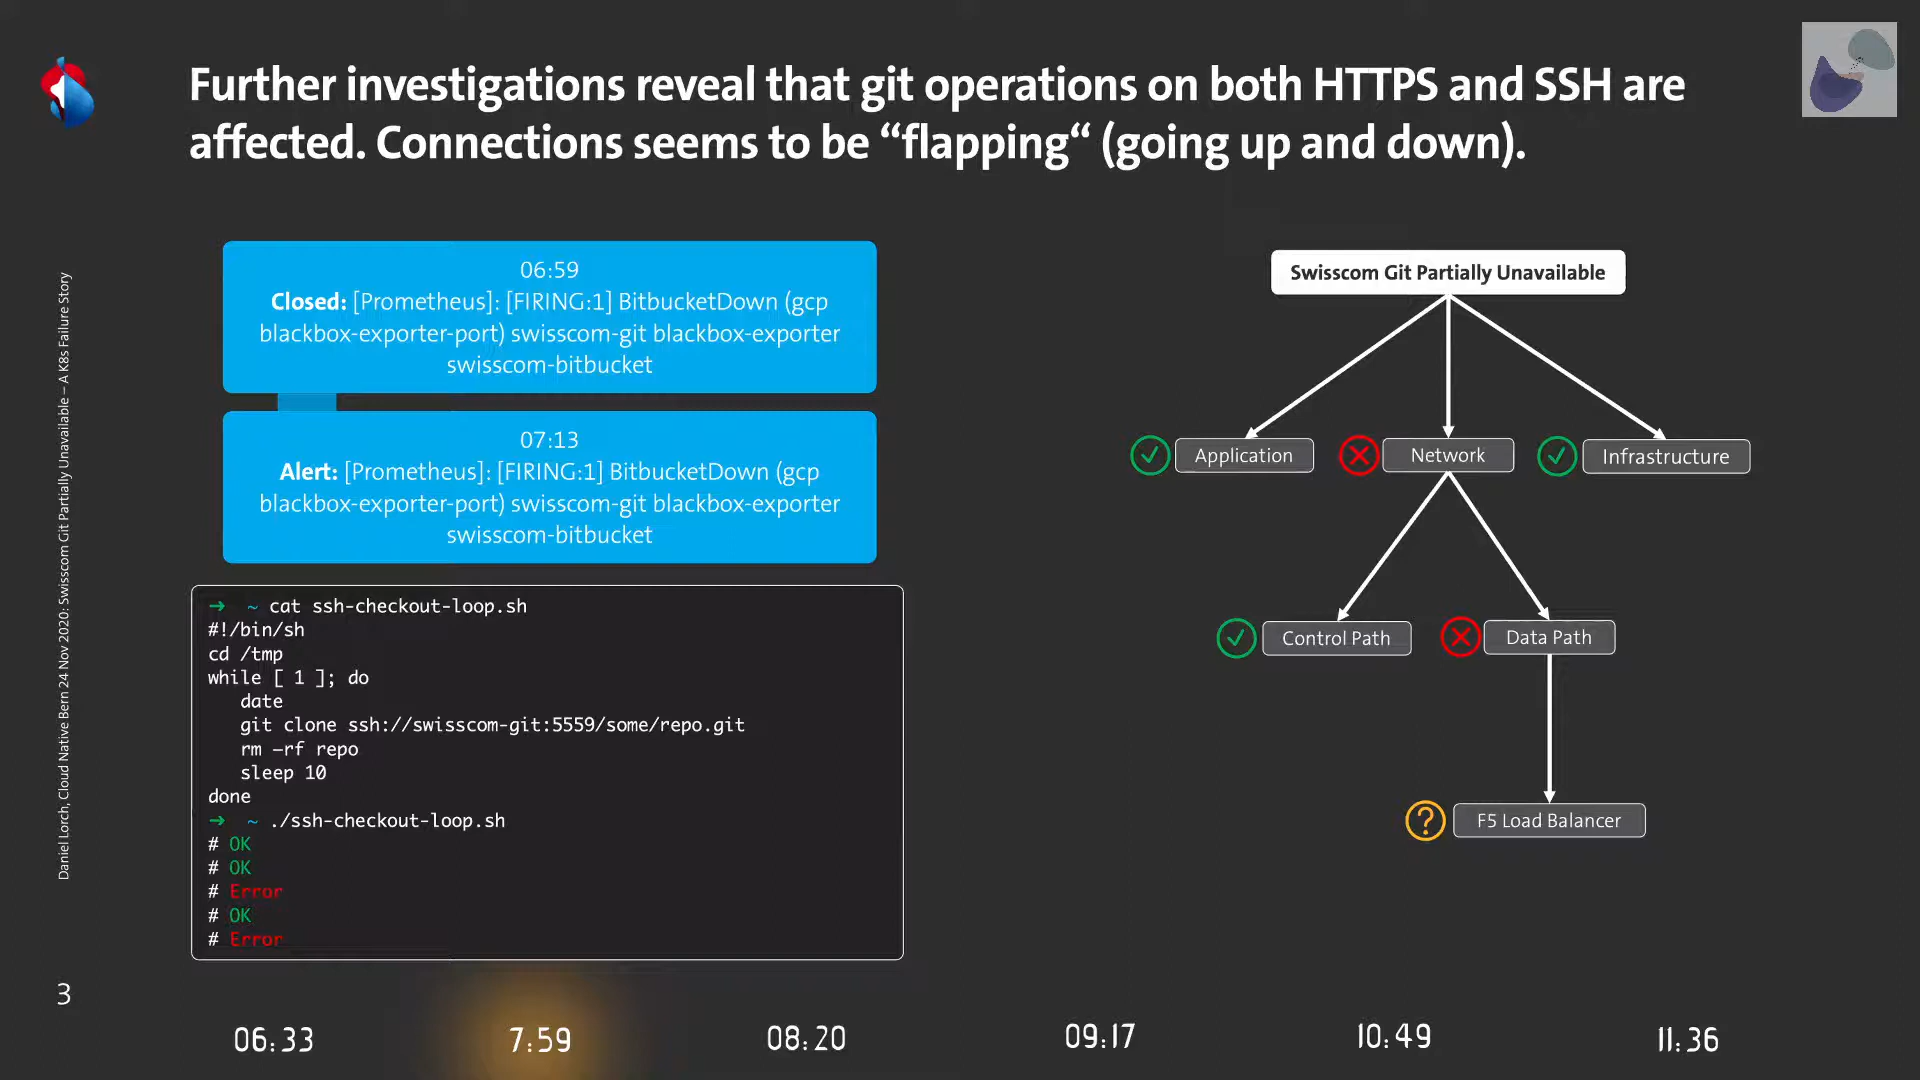 Further investigations reveal that git operations on both HTTPS and SSH are
affected. Connections seems to be “flapping“ (going up and down).
Daniel Lorch, Cloud Native Bern 24 Nov 2020: Swisscom Git Partially Unavailable – A K8s Failure Story
06:59
Closed: [Prometheus]: [FIRING:1] BitbucketDown (gcp
blackbox-exporter-port) swisscom-git blackbox-exporter
swisscom-bitbucket
07:13
Alert: [Prometheus]: [FIRING:1] BitbucketDown (gcp
blackbox-exporter-port) swisscom-git blackbox-exporter
swisscom-bitbucket
➜ ~ cat ssh-checkout-loop.sh
#!/bin/sh
cd /tmp
while [ 1 ]; do
date
git clone ssh://swisscom-git:5559/some/repo.git
rm –rf repo
sleep 10
done
➜ ~ ./ssh-checkout-loop.sh
# OK
# OK
# Error
# OK
# Error
Swisscom Git Partially Unavailable
Application
Network
Infrastructure
Control Path
Data Path
? F5 Load Balancer
3
06:33
7:59
08:20
09:17
10:49
11:36